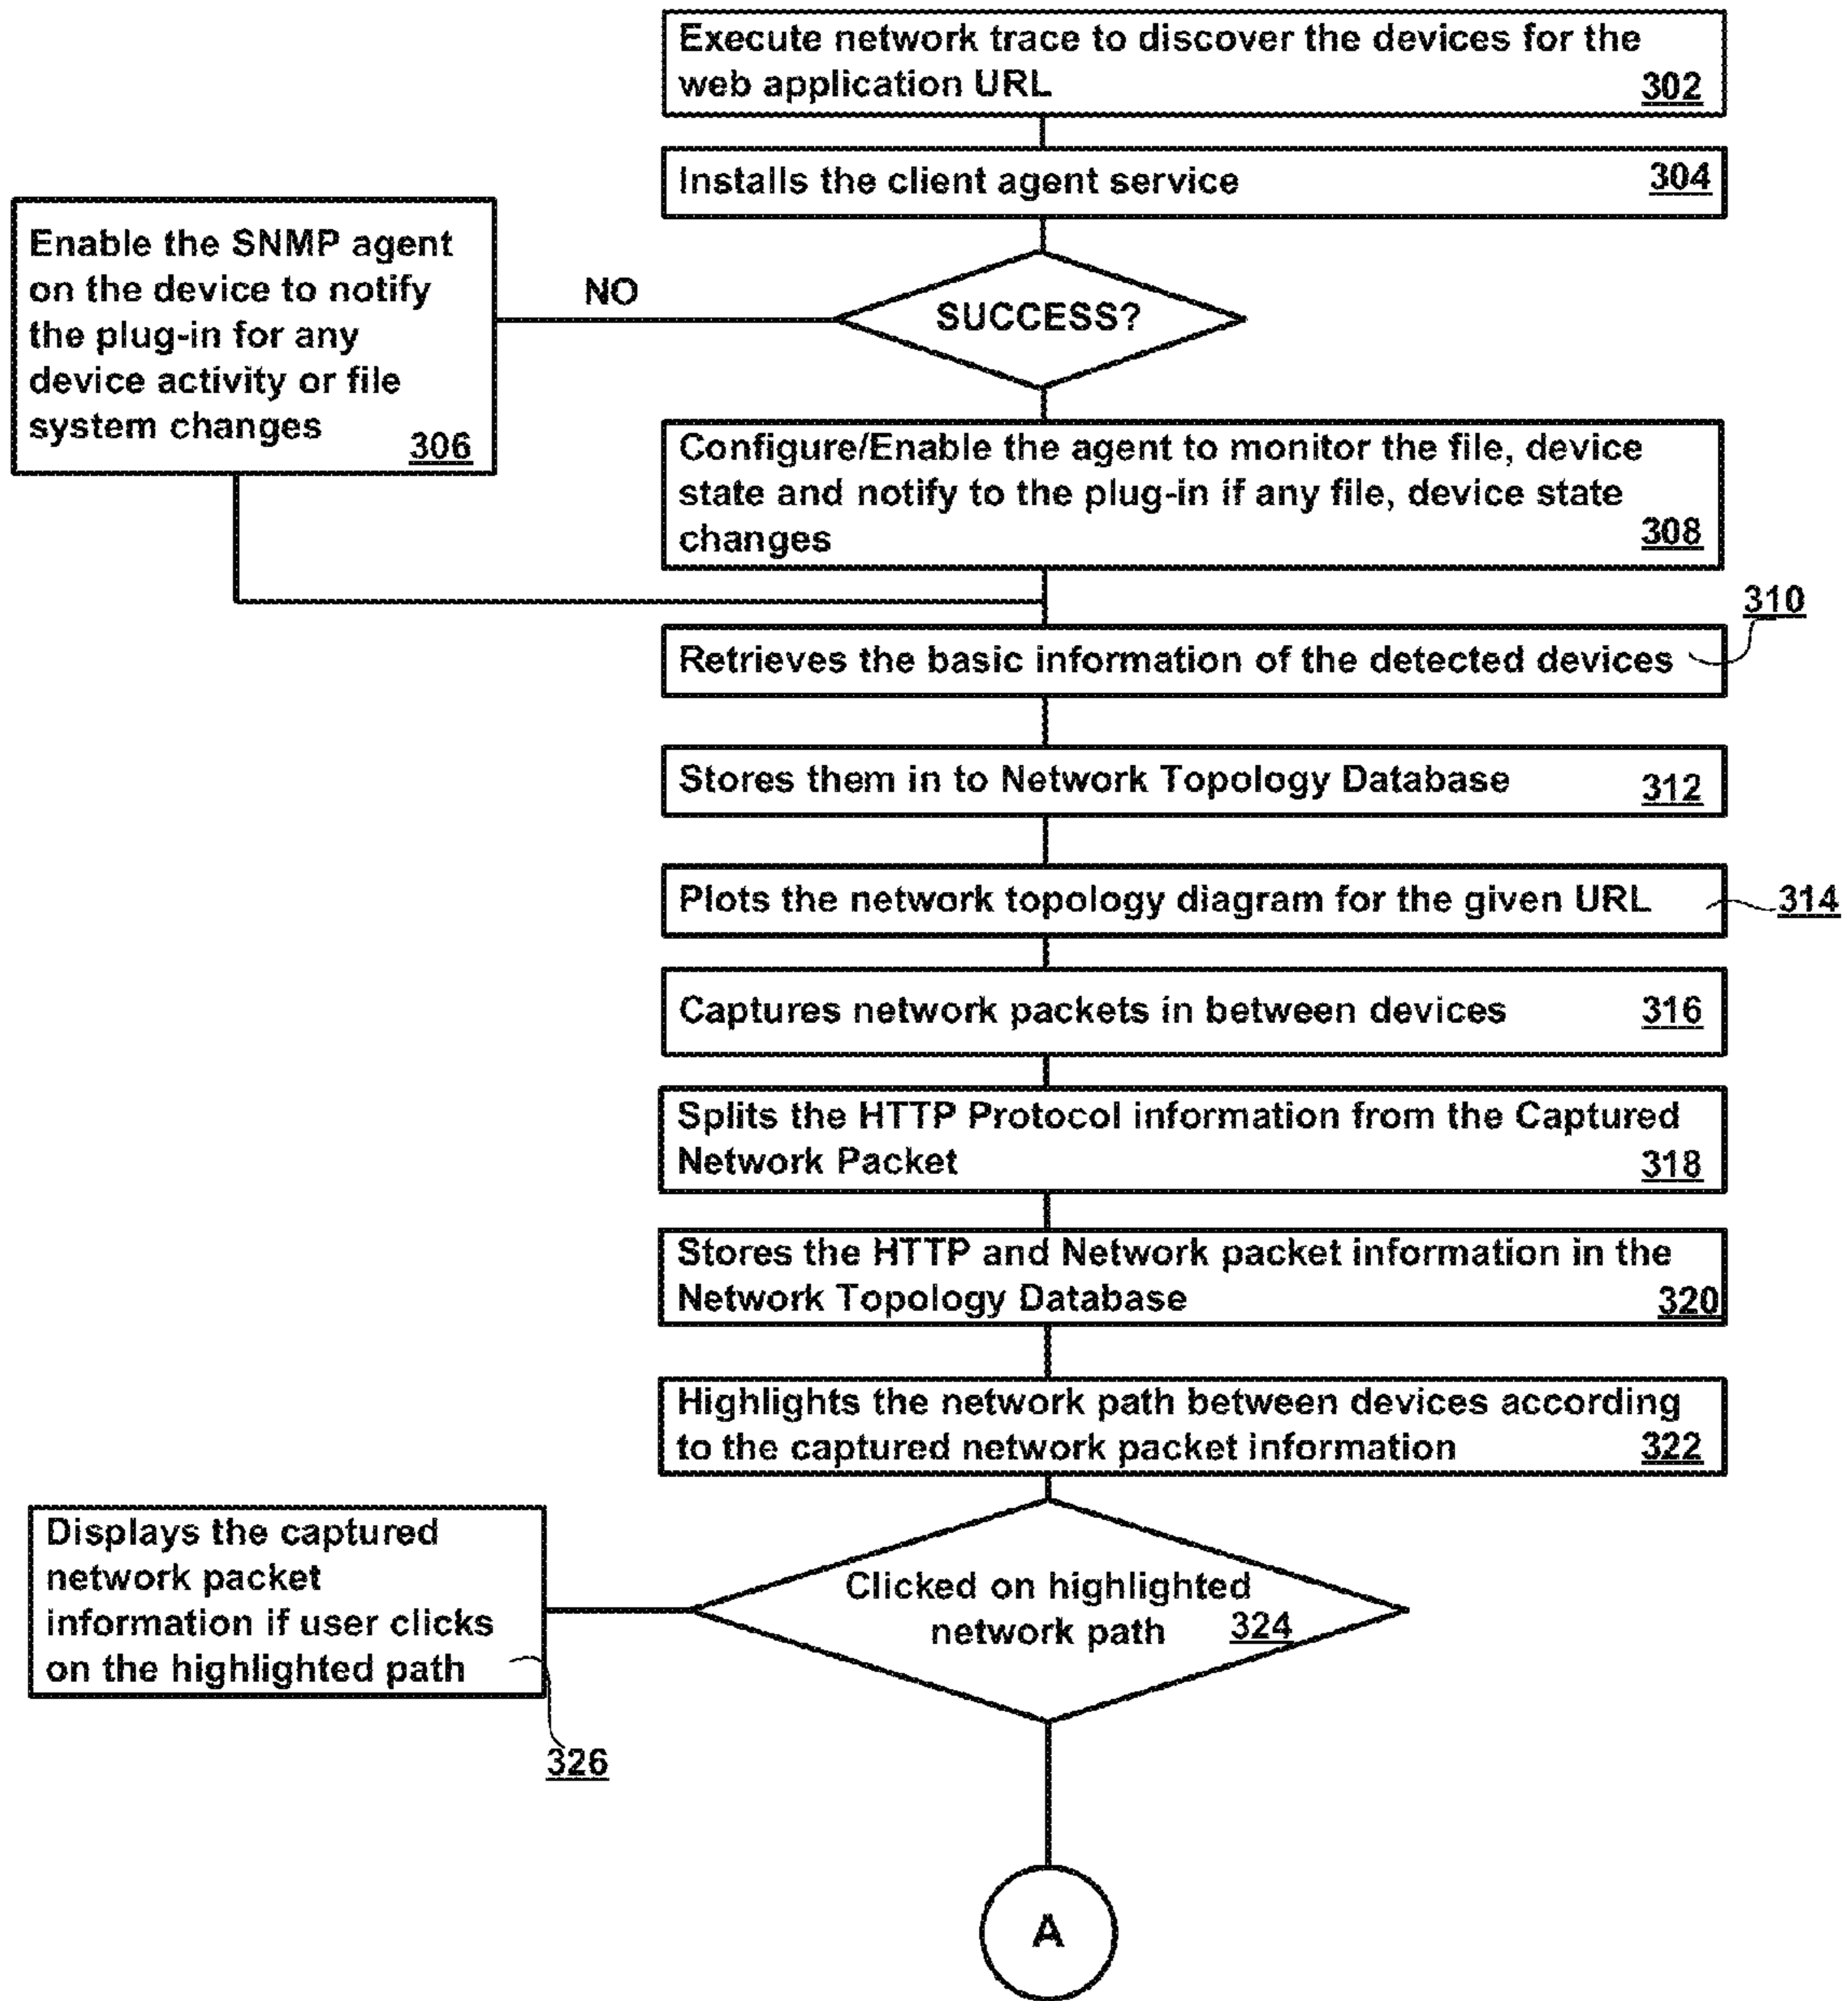 Execute network trace to discover the devices for the
web application URL 302
Installs the client agent service 304
Enable the SNMP agent
on the device to notify
the plug-in for any
device activity or file
system changes 306
NO
SUCCESS?
Configure/Enable the agent to monitor the file, device
state and notify to the plug-in if any file, device state
changes 308
310
Retrieves the basic information of the detected devices
Stores them in to Network Topology Database 312
Plots the network topology diagram for the given URL 314
Captures network packets in between devices 316
Splits the HTTP Protocol information from the Captured
Network Packet 318
Stores the HTTP and Network packet information in the
Network Topology Database 320
Highlights the network path between devices according
to the captured network packet information 322
Displays the captured
network packet
information if user clicks
on the highlighted path
326
Clicked on highlighted
network path 324
A